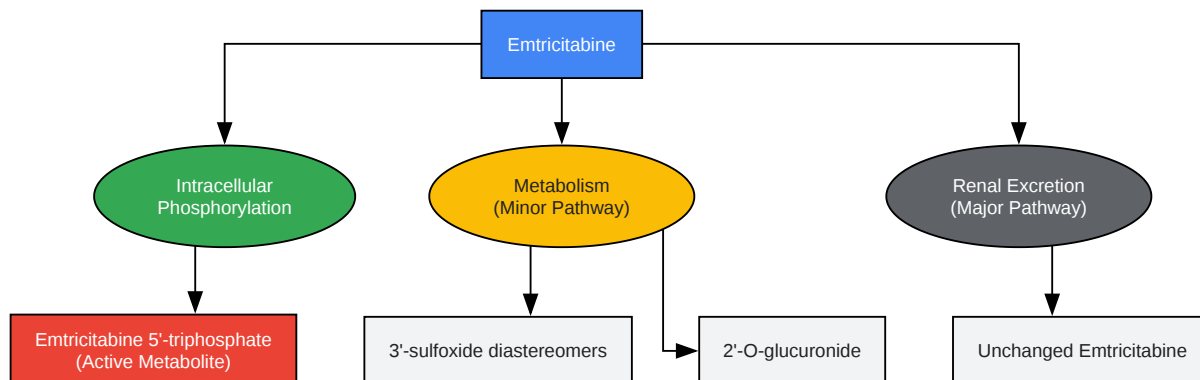 Emtricitabine
Intracellular
Phosphorylation
Metabolism
(Minor Pathway)
Renal Excretion
(Major Pathway)
Emtricitabine 5'-triphosphate
(Active Metabolite)
3'-sulfoxide diastereomers
2'-O-glucuronide
Unchanged Emtricitabine